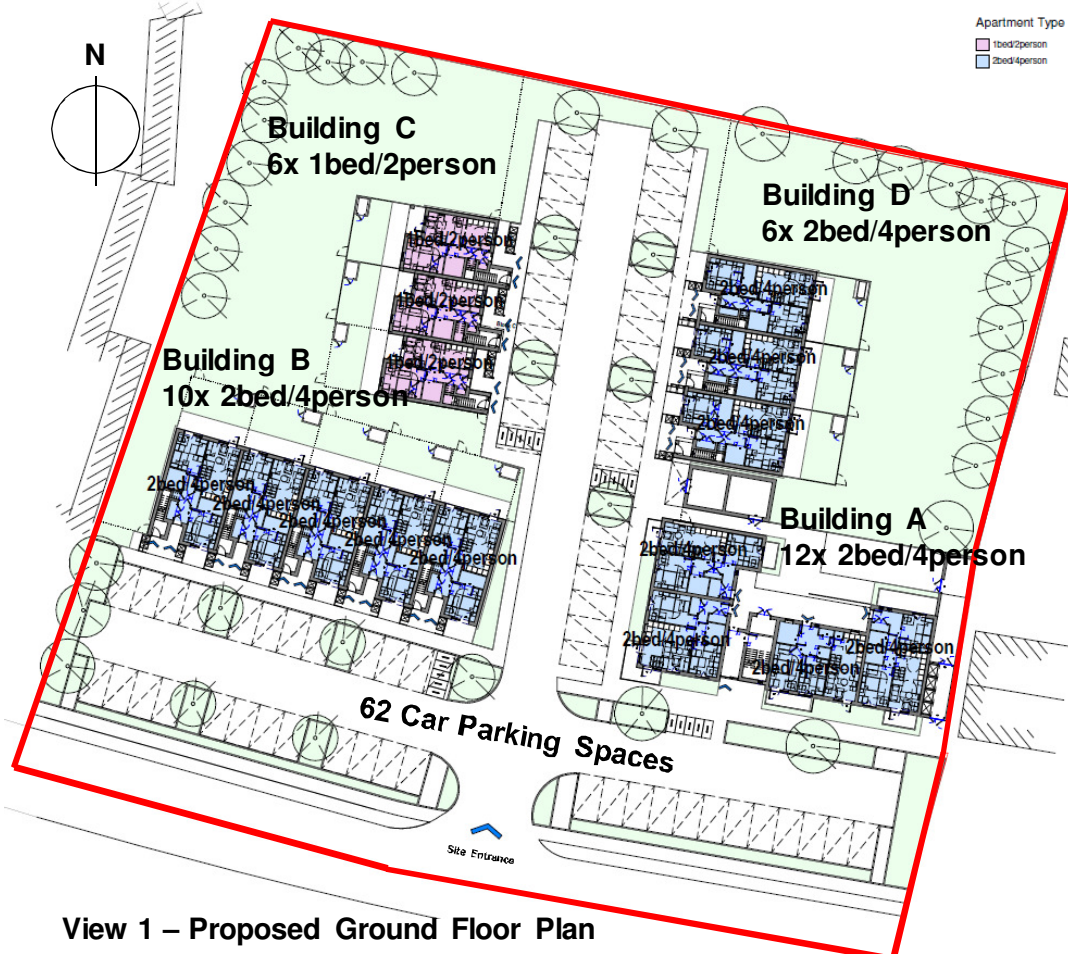 Apartment Type
1bed/2person
2bed/4person
N
Building C
6x 1bed/2person
Building D
6x 2bed/4person
1bed/2person
1bed/2person
1bed/2person
2bed/4person
2bed/4person
2bed/4person
Building B
10x 2bed/4person
2bed/4person
2bed/4person
2bed/4person
2bed/4person
2bed/4person
Building A
12x 2bed/4person
2bed/4person
2bed/4person
2bed/4person
2bed/4person
62 Car Parking Spaces
Site Entrance
View 1 – Proposed Ground Floor Plan